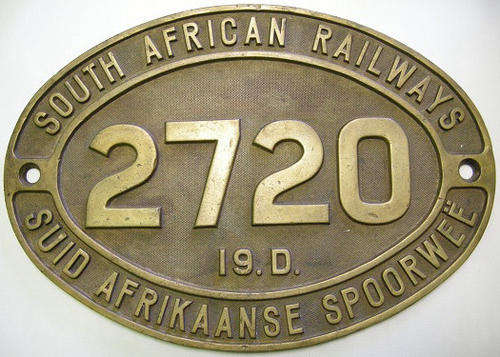 SOUTH AFRICAN RAILWAYS
2720
19.D.
SUID AFRIKAANSE SPOORWEË